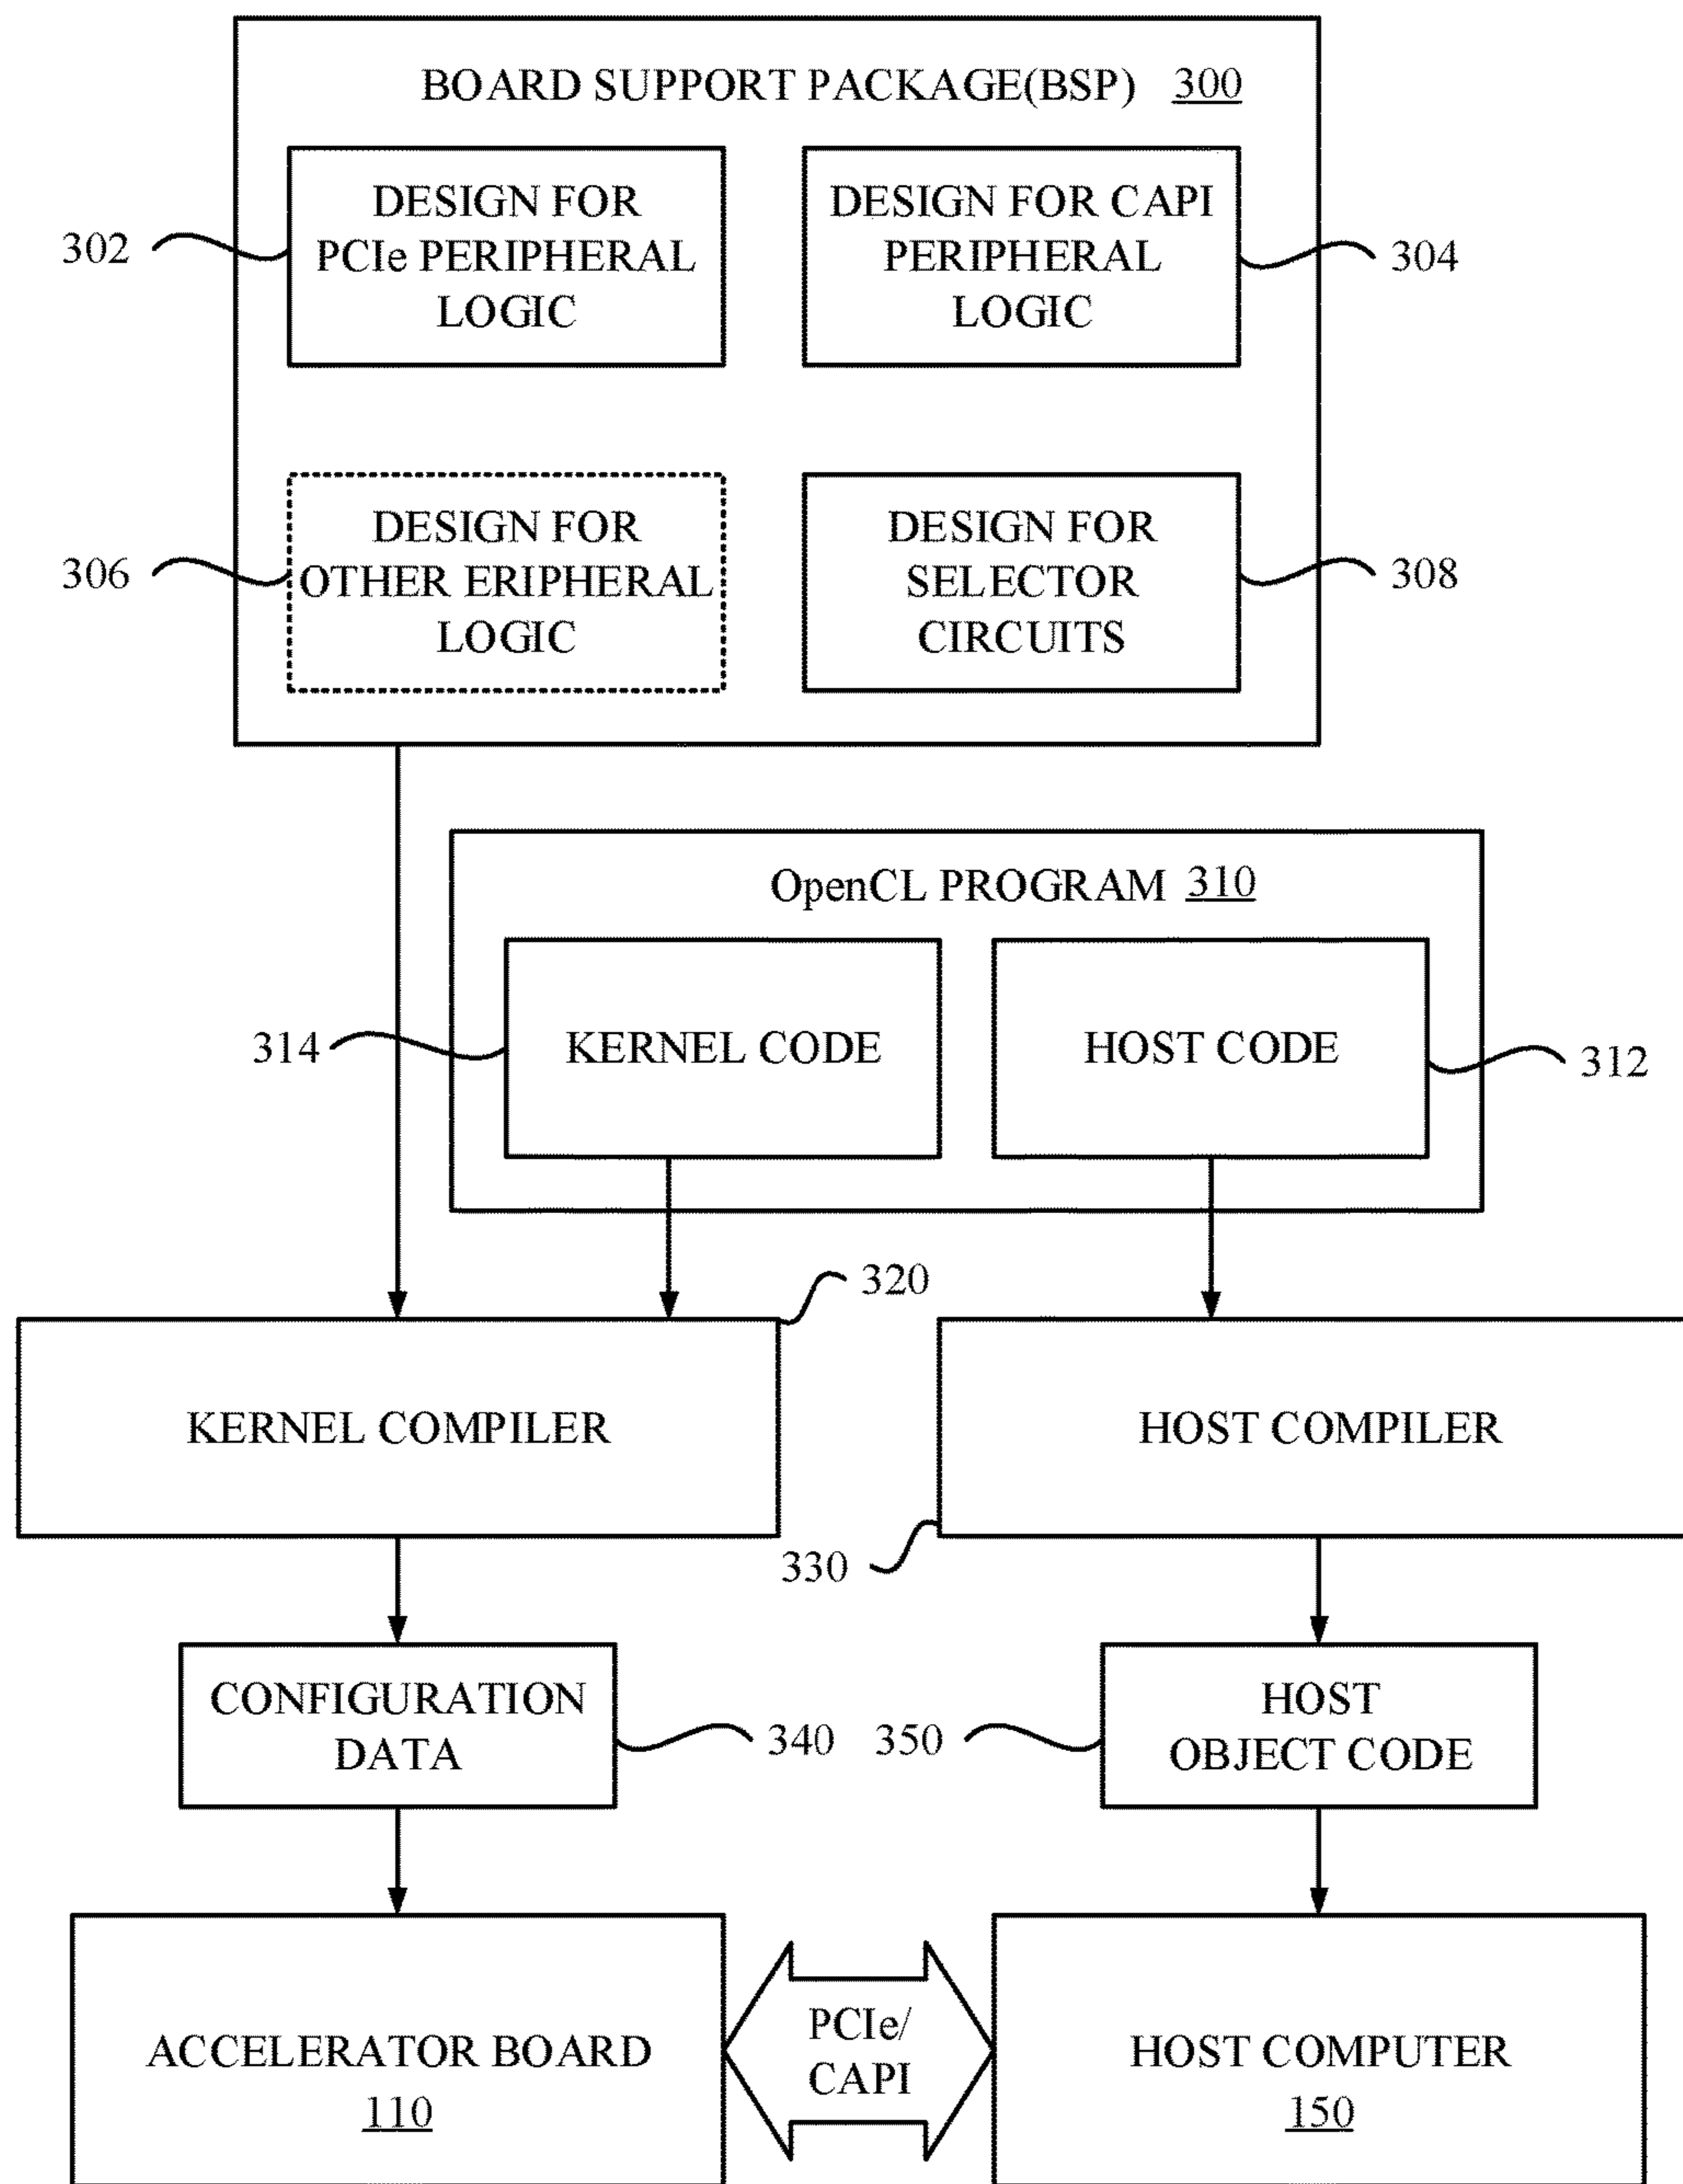 BOARD SUPPORT PACKAGE(BSP) 300
DESIGN FOR
PCIe PERIPHERAL
LOGIC
302
DESIGN FOR CAPI
PERIPHERAL
LOGIC
304
DESIGN FOR
OTHER ERIPHERAL
LOGIC
306
DESIGN FOR
SELECTOR
CIRCUITS
308
OpenCL PROGRAM 310
314
KERNEL CODE
HOST CODE
312
320
KERNEL COMPILER
HOST COMPILER
330
CONFIGURATION
DATA
340
350
HOST
OBJECT CODE
ACCELERATOR BOARD
110
PCIe/
CAPI
HOST COMPUTER
150